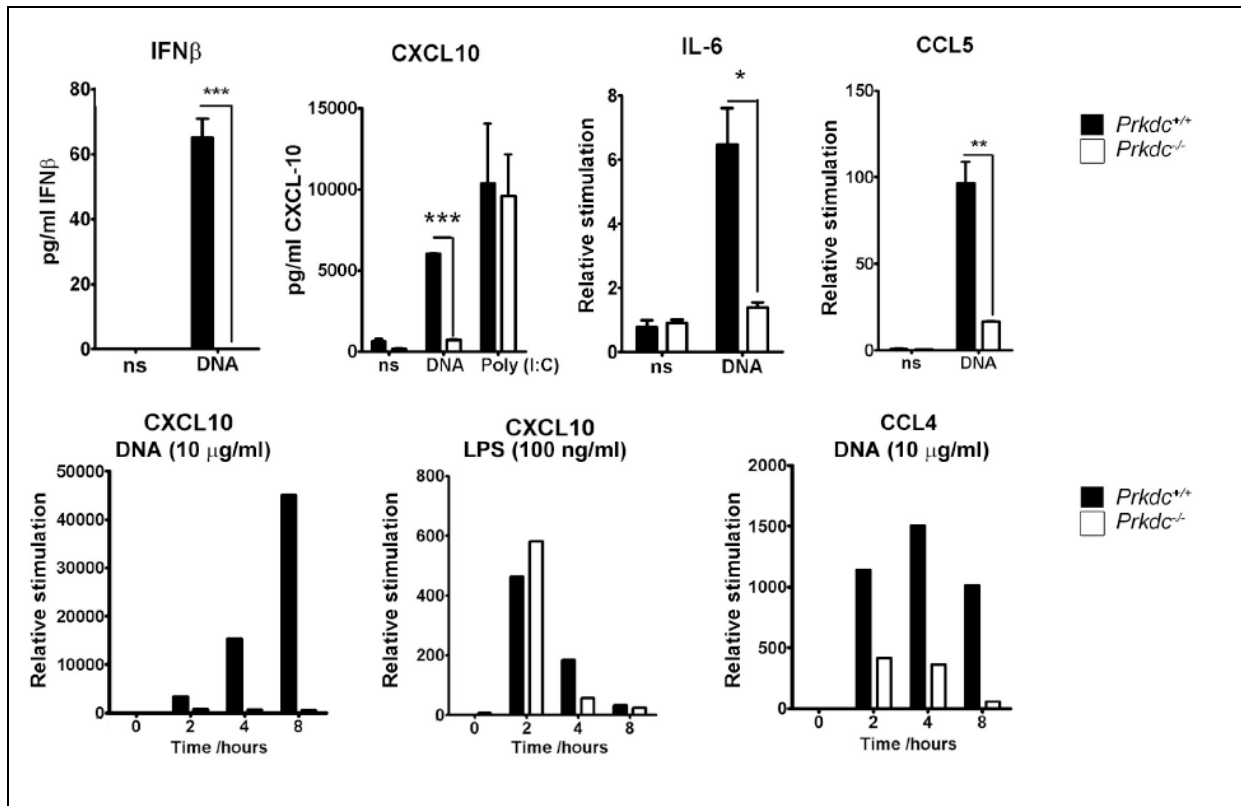 IFNβ
pg/ml IFNβ
80
60
40
20
0
***
ns
DNA
CXCL10
pg/ml CXCL-10
15000
10000
5000
0
***
ns
DNA
Poly (I:C)
IL-6
Relative stimulation
8
6
4
2
0
*
ns
DNA
CCL5
Relative stimulation
150
100
50
0
**
ns
DNA
Prkdc+/+
Prkdc-/-
CXCL10
DNA (10 μg/ml)
Relative stimulation
50000
40000
30000
20000
10000
0
0
2
4
8
Time /hours
CXCL10
LPS (100 ng/ml)
Relative stimulation
800
600
400
200
0
0
2
4
8
Time /hours
CCL4
DNA (10 μg/ml)
Relative stimulation
2000
1500
1000
500
0
0
2
4
8
Time /hours
Prkdc+/+
Prkdc-/-